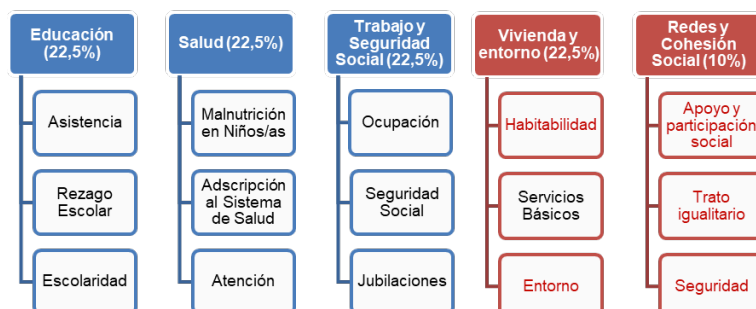 Educación
(22,5%)
Asistencia
Rezago
Escolar
Escolaridad
Salud (22,5%)
Malnutrición
en Niños/as
Adscripción
al Sistema
de Salud
Atención
Trabajo y
Seguridad
Social (22,5%)
Ocupación
Seguridad
Social
Jubilaciones
Vivienda y
entorno (22,5%)
Habitabilidad
Servicios
Básicos
Entorno
Redes y
Cohesión
Social (10%)
Apoyo y
participación
social
Trato
igualitario
Seguridad